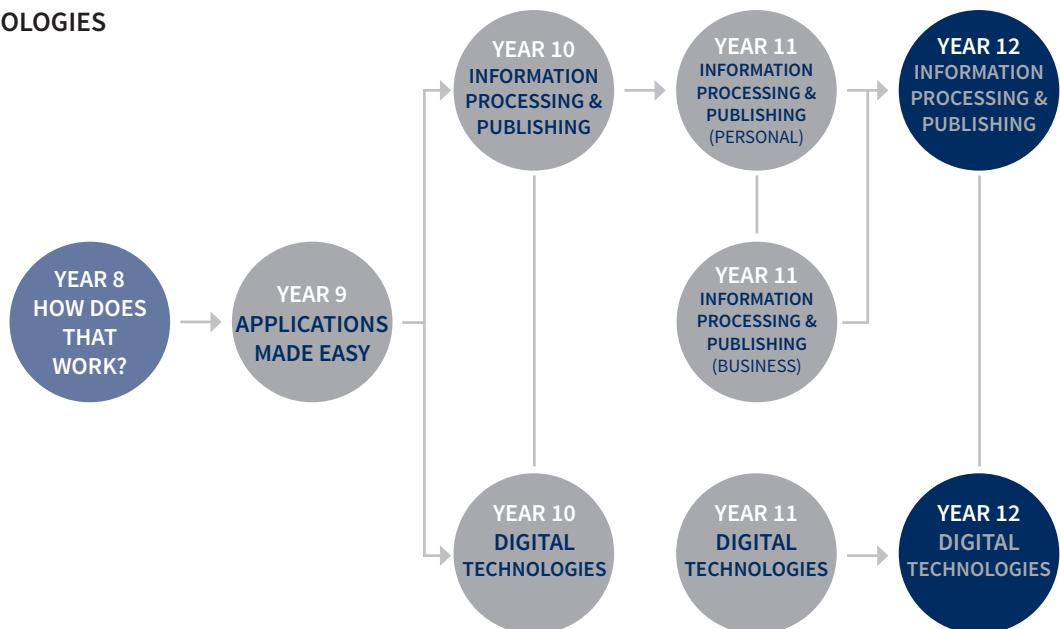 OLOGIES
YEAR 10
INFORMATION
PROCESSING &
PUBLISHING
YEAR 11
INFORMATION
PROCESSING &
PUBLISHING
(PERSONAL)
YEAR 12
INFORMATION
PROCESSING &
PUBLISHING
YEAR 8
HOW DOES
THAT
WORK?
YEAR 9
APPLICATIONS
MADE EASY
YEAR 11
INFORMATION
PROCESSING &
PUBLISHING
(BUSINESS)
YEAR 10
DIGITAL
TECHNOLOGIES
YEAR 11
DIGITAL
TECHNOLOGIES
YEAR 12
DIGITAL
TECHNOLOGIES